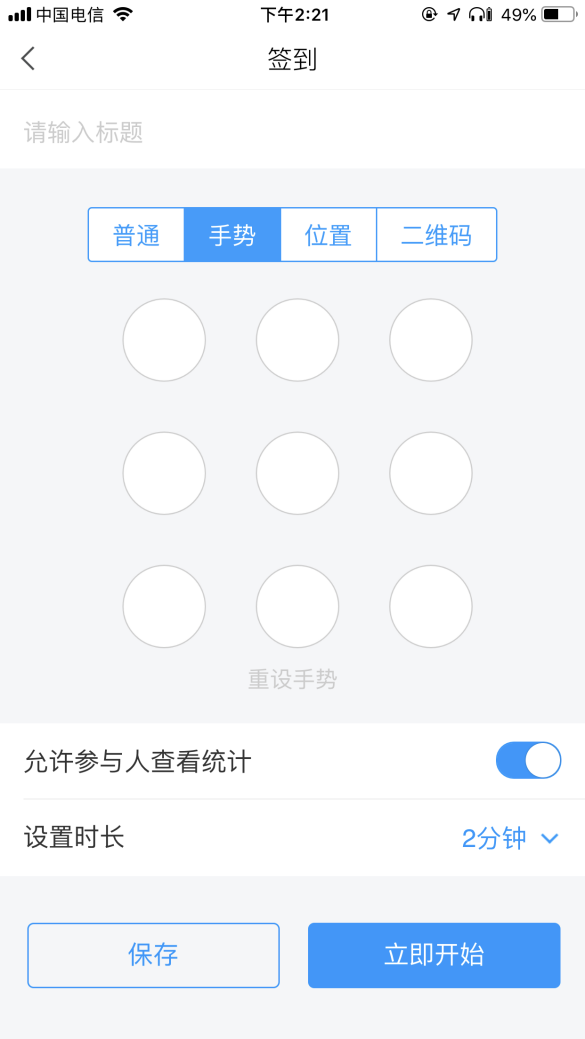 中国电信 下午2:21 49%
签到
请输入标题
普通 手势 位置 二维码
重设手势
允许参与人查看统计
设置时长 2分钟
保存 立即开始